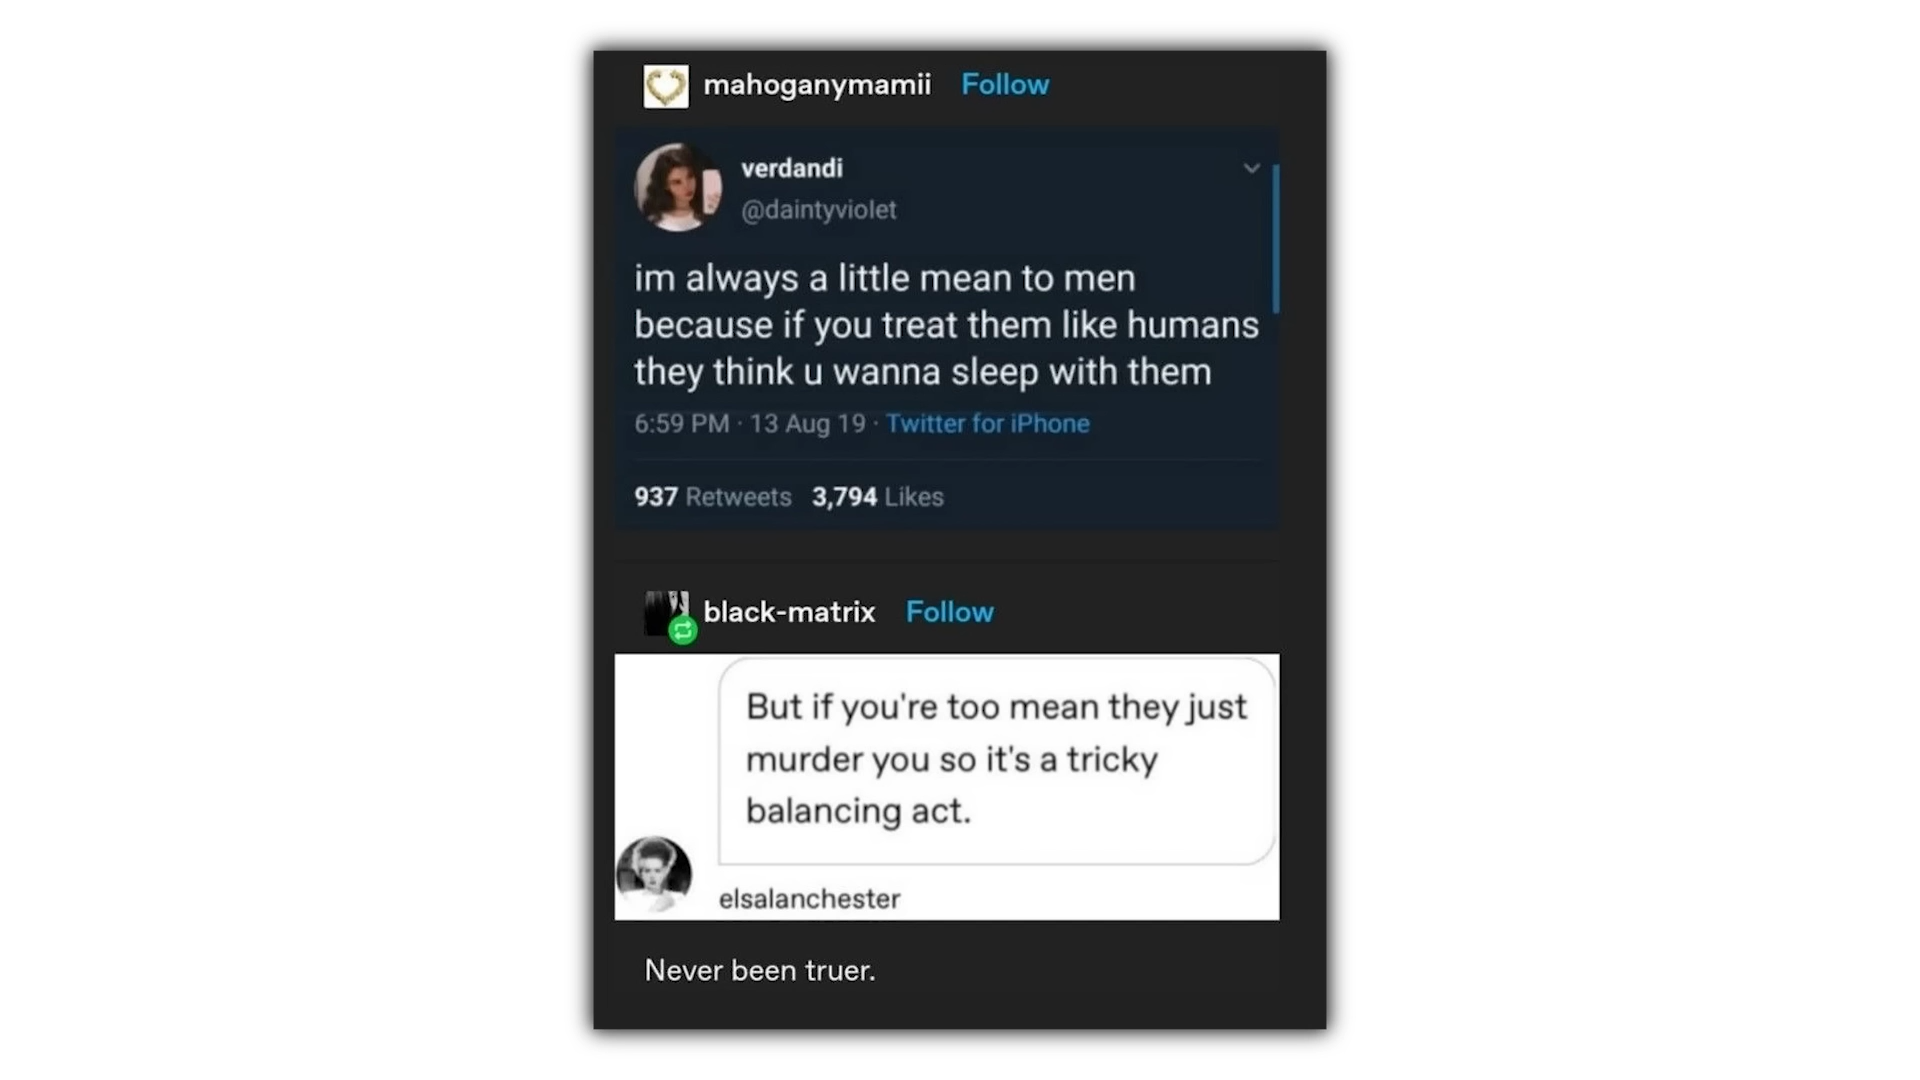 mahoganymamii Follow
verdandi
@daintyviolet
im always a little mean to men
because if you treat them like humans
they think u wanna sleep with them
6:59 PM · 13 Aug 19 · Twitter for iPhone
937 Retweets 3,794 Likes
black-matrix Follow
But if you're too mean they just
murder you so it's a tricky
balancing act.
elsalanchester
Never been truer.